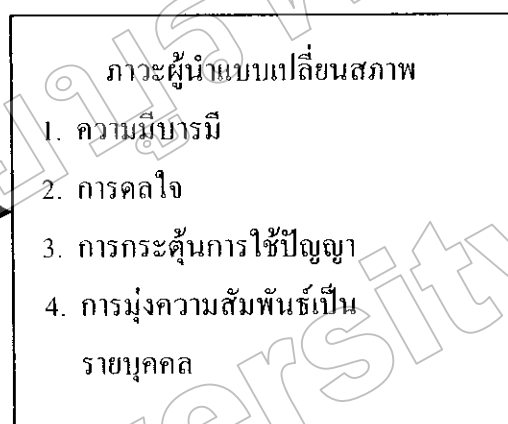 ภาวะผู้นำแบบเปลี่ยนสภาพ
1. ความมีบารมี
2. การดลใจ
3. การกระตุ้นการใช้ปัญญา
4. การมุ่งความสัมพันธ์เป็น
รายบุคคล